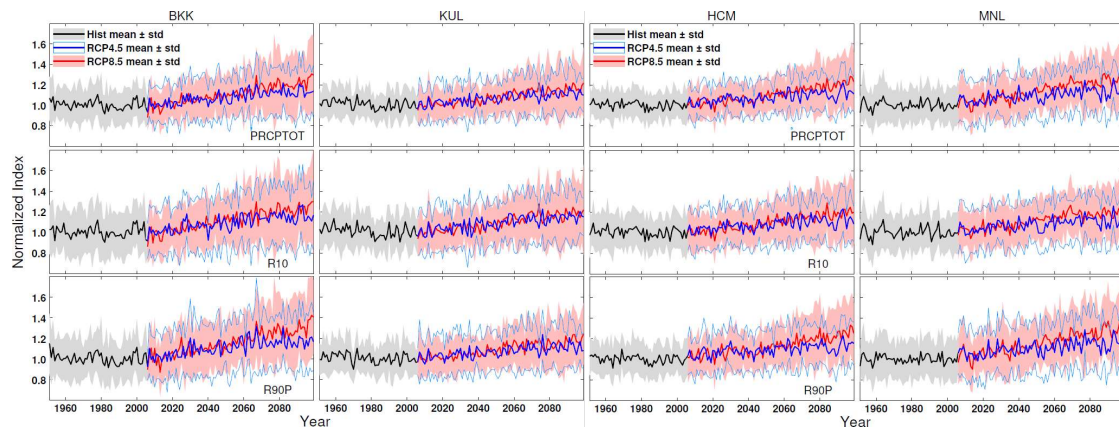 BKK KUL HCM MNL
Hist mean ± std
RCP4.5 mean ± std
RCP8.5 mean ± std
Hist mean ± std
RCP4.5 mean ± std
RCP8.5 mean ± std
1.6
1.4
1.2
1.0
0.8
PRCPTOT
PRCPTOT
Normalized Index
1.6
1.4
1.2
1.0
0.8
R10
R10
1.6
1.4
1.2
1.0
0.8
R90P
R90P
1960 1980 2000 2020 2040 2060 2080 1960 1980 2000 2020 2040 2060 2080 1960 1980 2000 2020 2040 2060 2080 1960 1980 2000 2020 2040 2060 2080
Year Year